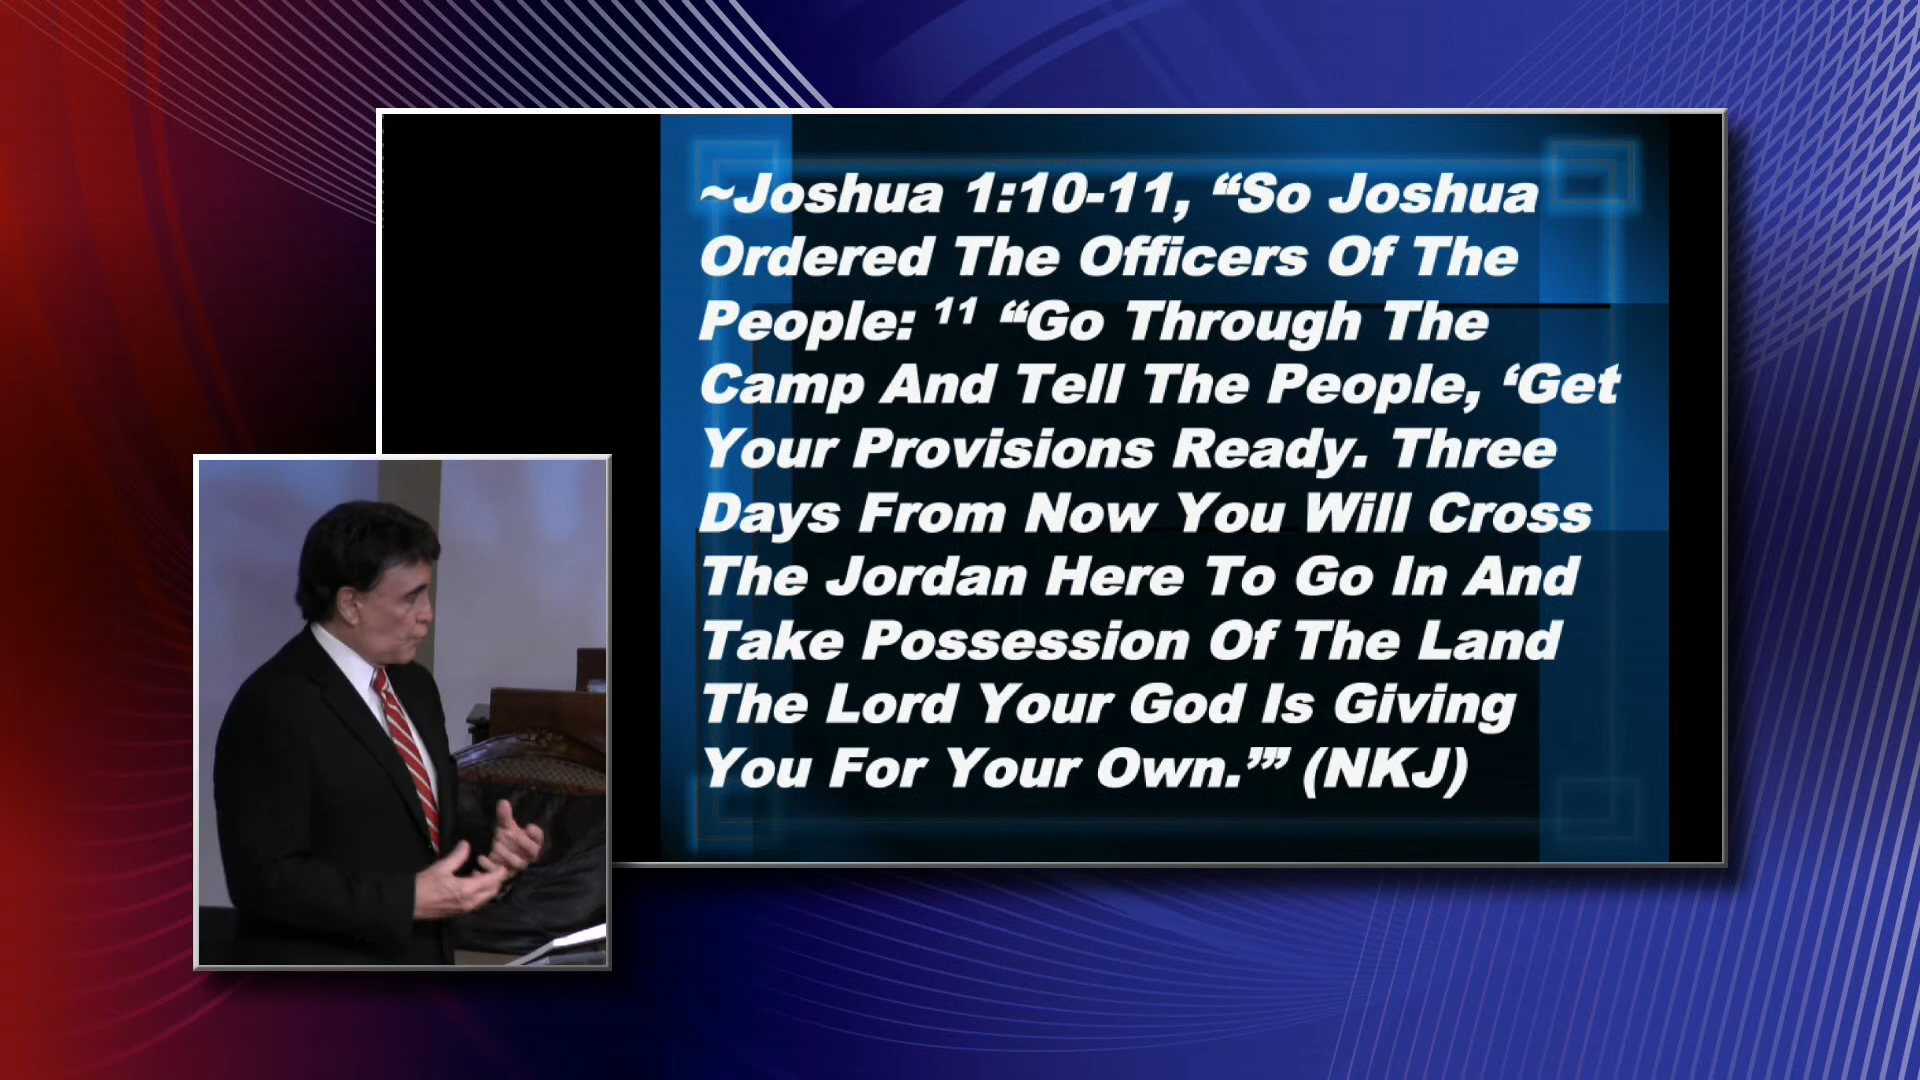 ~Joshua 1:10-11, “So Joshua
Ordered The Officers Of The
People: ¹¹ “Go Through The
Camp And Tell The People, ‘Get
Your Provisions Ready. Three
Days From Now You Will Cross
The Jordan Here To Go In And
Take Possession Of The Land
The Lord Your God Is Giving
You For Your Own.’” (NKJ)